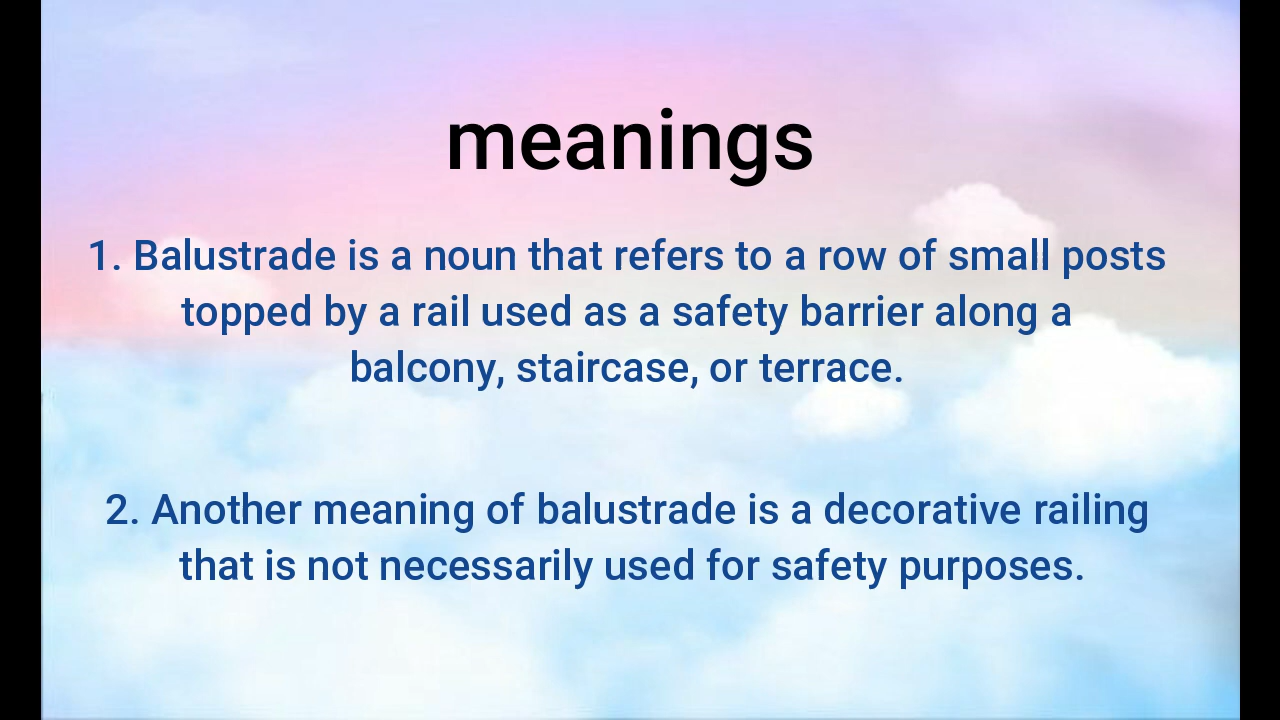 meanings
1. Balustrade is a noun that refers to a row of small posts
topped by a rail used as a safety barrier along a
balcony, staircase, or terrace.
2. Another meaning of balustrade is a decorative railing
that is not necessarily used for safety purposes.